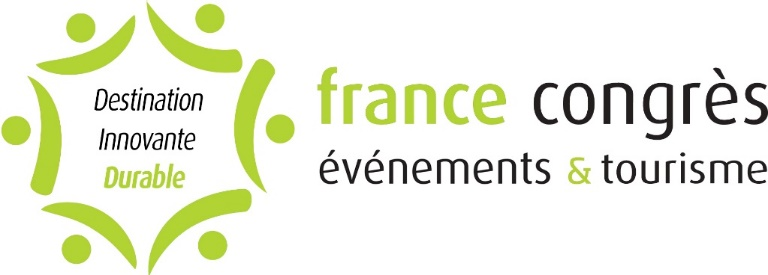 Destination
Innovante
Durable
france congrès
événements & tourisme